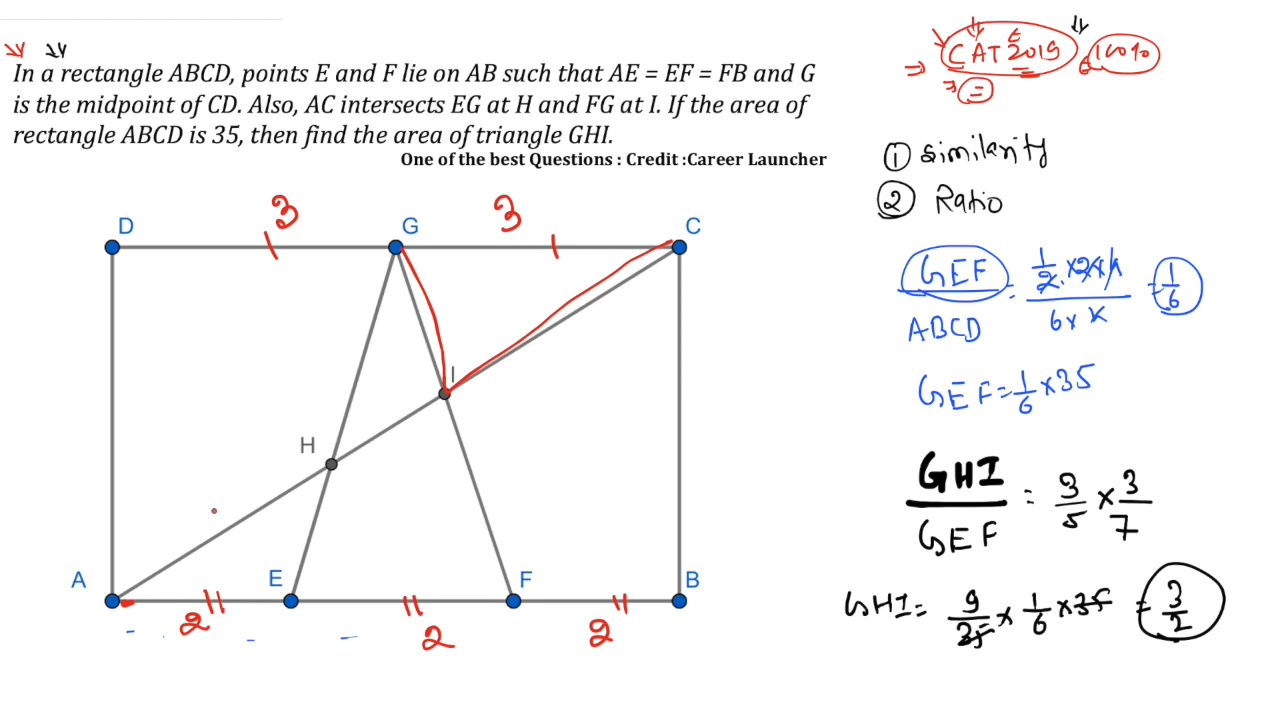 In a rectangle ABCD, points E and F lie on AB such that AE = EF = FB and G
is the midpoint of CD. Also, AC intersects EG at H and FG at I. If the area of
rectangle ABCD is 35, then find the area of triangle GHI.
One of the best Questions : Credit :Career Launcher
CAT 2019 100%
=
① similarity
② Ratio
3 3
D G C
GEF/ABCD = (1/2 × 2 × h)/(6 × h) = 1/6
I
GEF = 1/6 × 35
H
GHI/GEF = 3/5 × 3/7
A E F B
2 2 2
GHI = 9/35 × 1/6 × 35 = 3/2